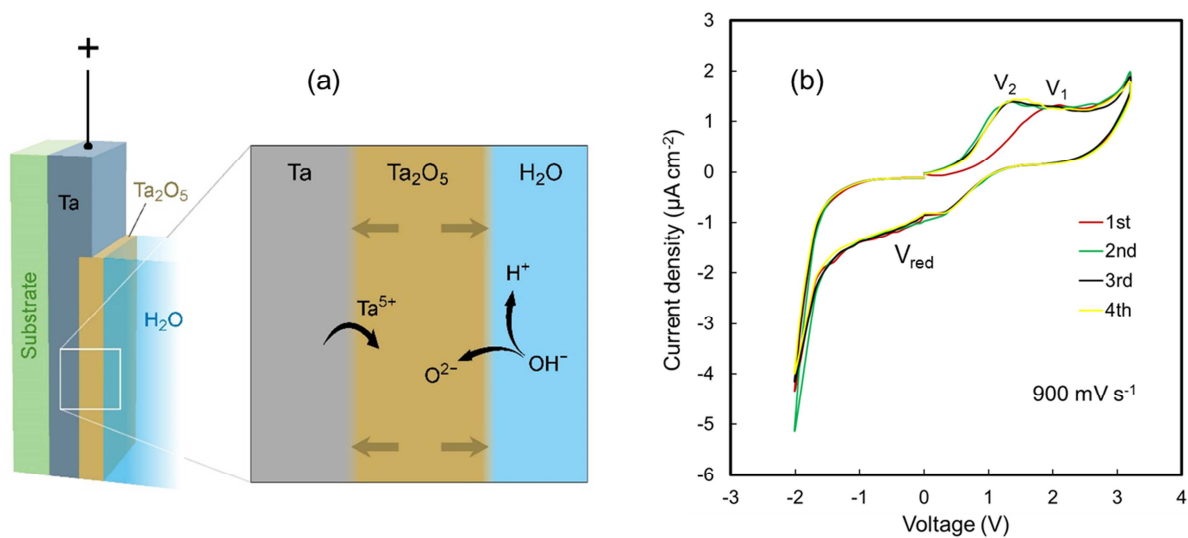 +
(a)
Substrate
Ta
Ta₂O₅
H₂O
Ta
Ta₂O₅
H₂O
Ta⁵⁺
H⁺
O²⁻
OH⁻
(b)
3
2
1
0
-1
-2
-3
-4
-5
-6
Current density (µA cm⁻²)
V₂
V₁
V_red
1st
2nd
3rd
4th
900 mV s⁻¹
-3
-2
-1
0
1
2
3
4
Voltage (V)